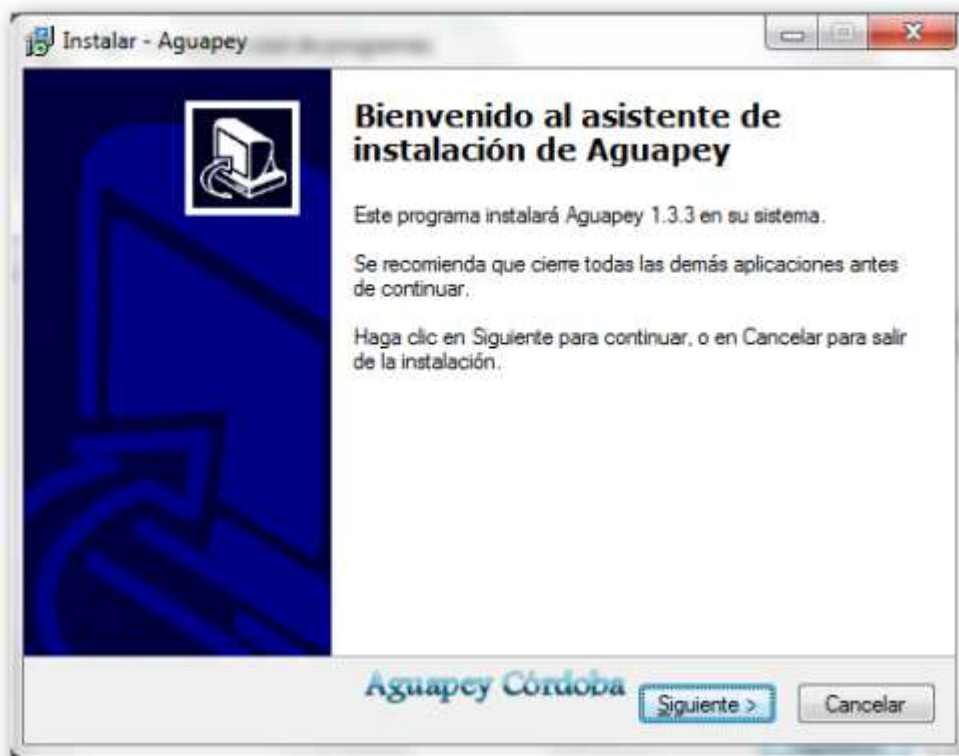 Instalar - Aguapey
Bienvenido al asistente de
instalación de Aguapey
Este programa instalará Aguapey 1.3.3 en su sistema.
Se recomienda que cierre todas las demás aplicaciones antes
de continuar.
Haga clic en Siguiente para continuar, o en Cancelar para salir
de la instalación.
Aguapey Córdoba
Siguiente >
Cancelar